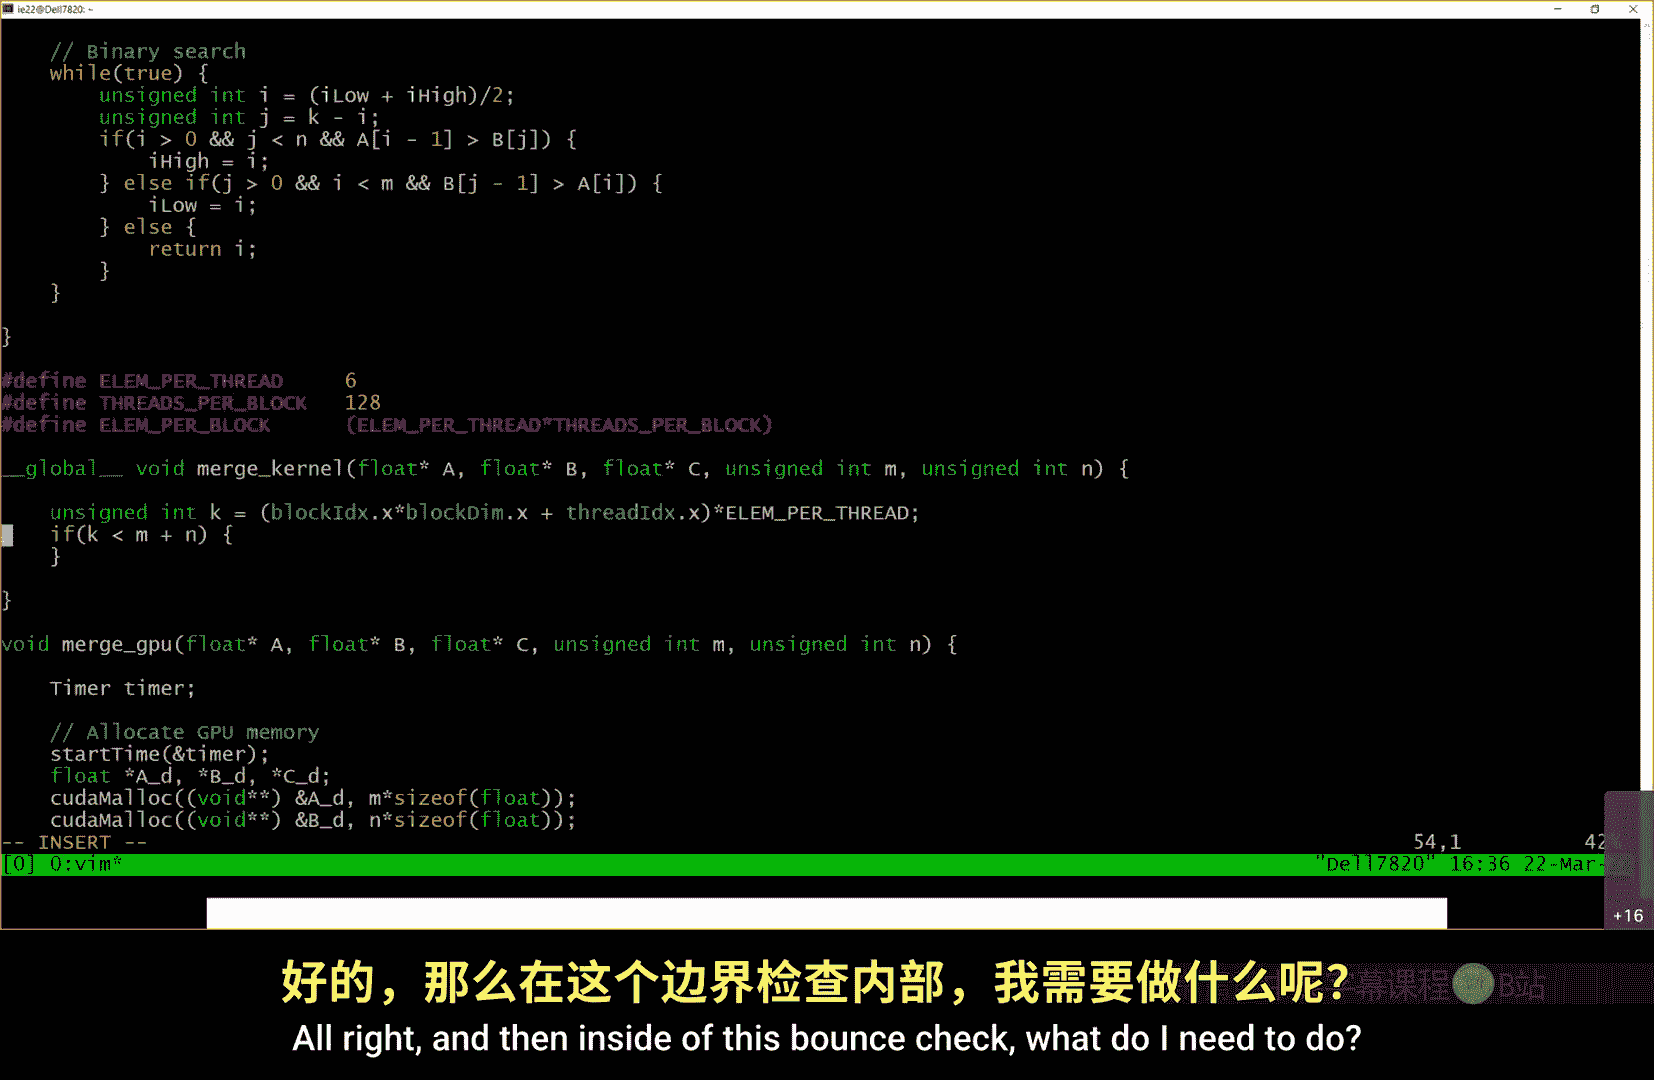 ie22@Dell7820: ~
// Binary search
while(true) {
unsigned int i = (iLow + iHigh)/2;
unsigned int j = k - i;
if(i > 0 && j < n && A[i - 1] > B[j]) {
iHigh = i;
} else if(j > 0 && i < m && B[j - 1] > A[i]) {
iLow = i;
} else {
return i;
}
}
}
#define ELEM_PER_THREAD 6
#define THREADS_PER_BLOCK 128
#define ELEM_PER_BLOCK (ELEM_PER_THREAD*THREADS_PER_BLOCK)
__global__ void merge_kernel(float* A, float* B, float* C, unsigned int m, unsigned int n) {
unsigned int k = (blockIdx.x*blockDim.x + threadIdx.x)*ELEM_PER_THREAD;
if(k < m + n) {
}
}
void merge_gpu(float* A, float* B, float* C, unsigned int m, unsigned int n) {
Timer timer;
// Allocate GPU memory
startTime(&timer);
float *A_d, *B_d, *C_d;
cudaMalloc((void**) &A_d, m*sizeof(float));
cudaMalloc((void**) &B_d, n*sizeof(float));
-- INSERT -- 54,1 42%
[0] 0:vim* "Dell7820" 16:36 22-Mar-
+16
好的，那么在这个边界检查内部，我需要做什么呢？
幕课程 B站
All right, and then inside of this bounce check, what do I need to do?